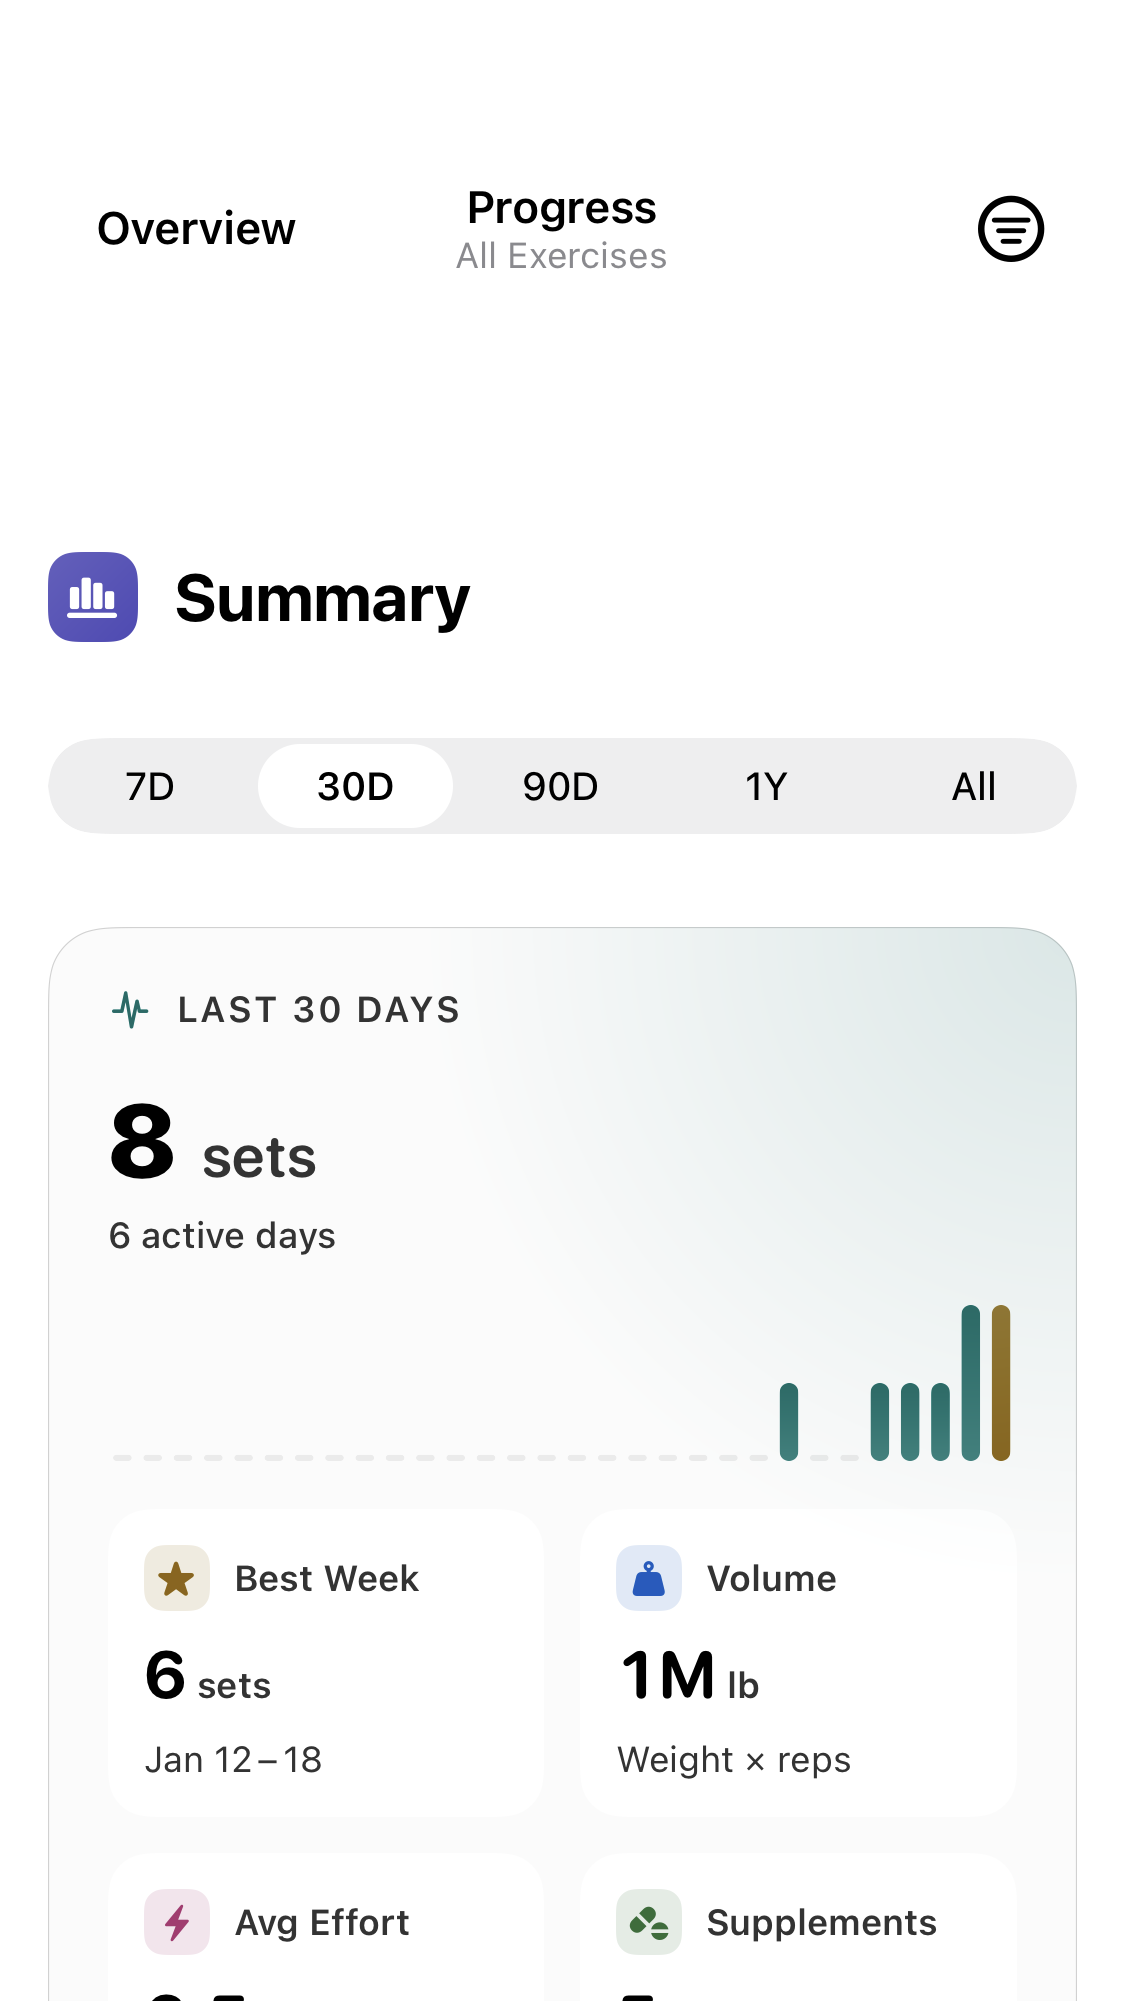 Overview
Progress
All Exercises
Summary
7D 30D 90D 1Y All
LAST 30 DAYS
8 sets
6 active days
Best Week
6 sets
Jan 12–18
Volume
1M lb
Weight × reps
Avg Effort
Supplements